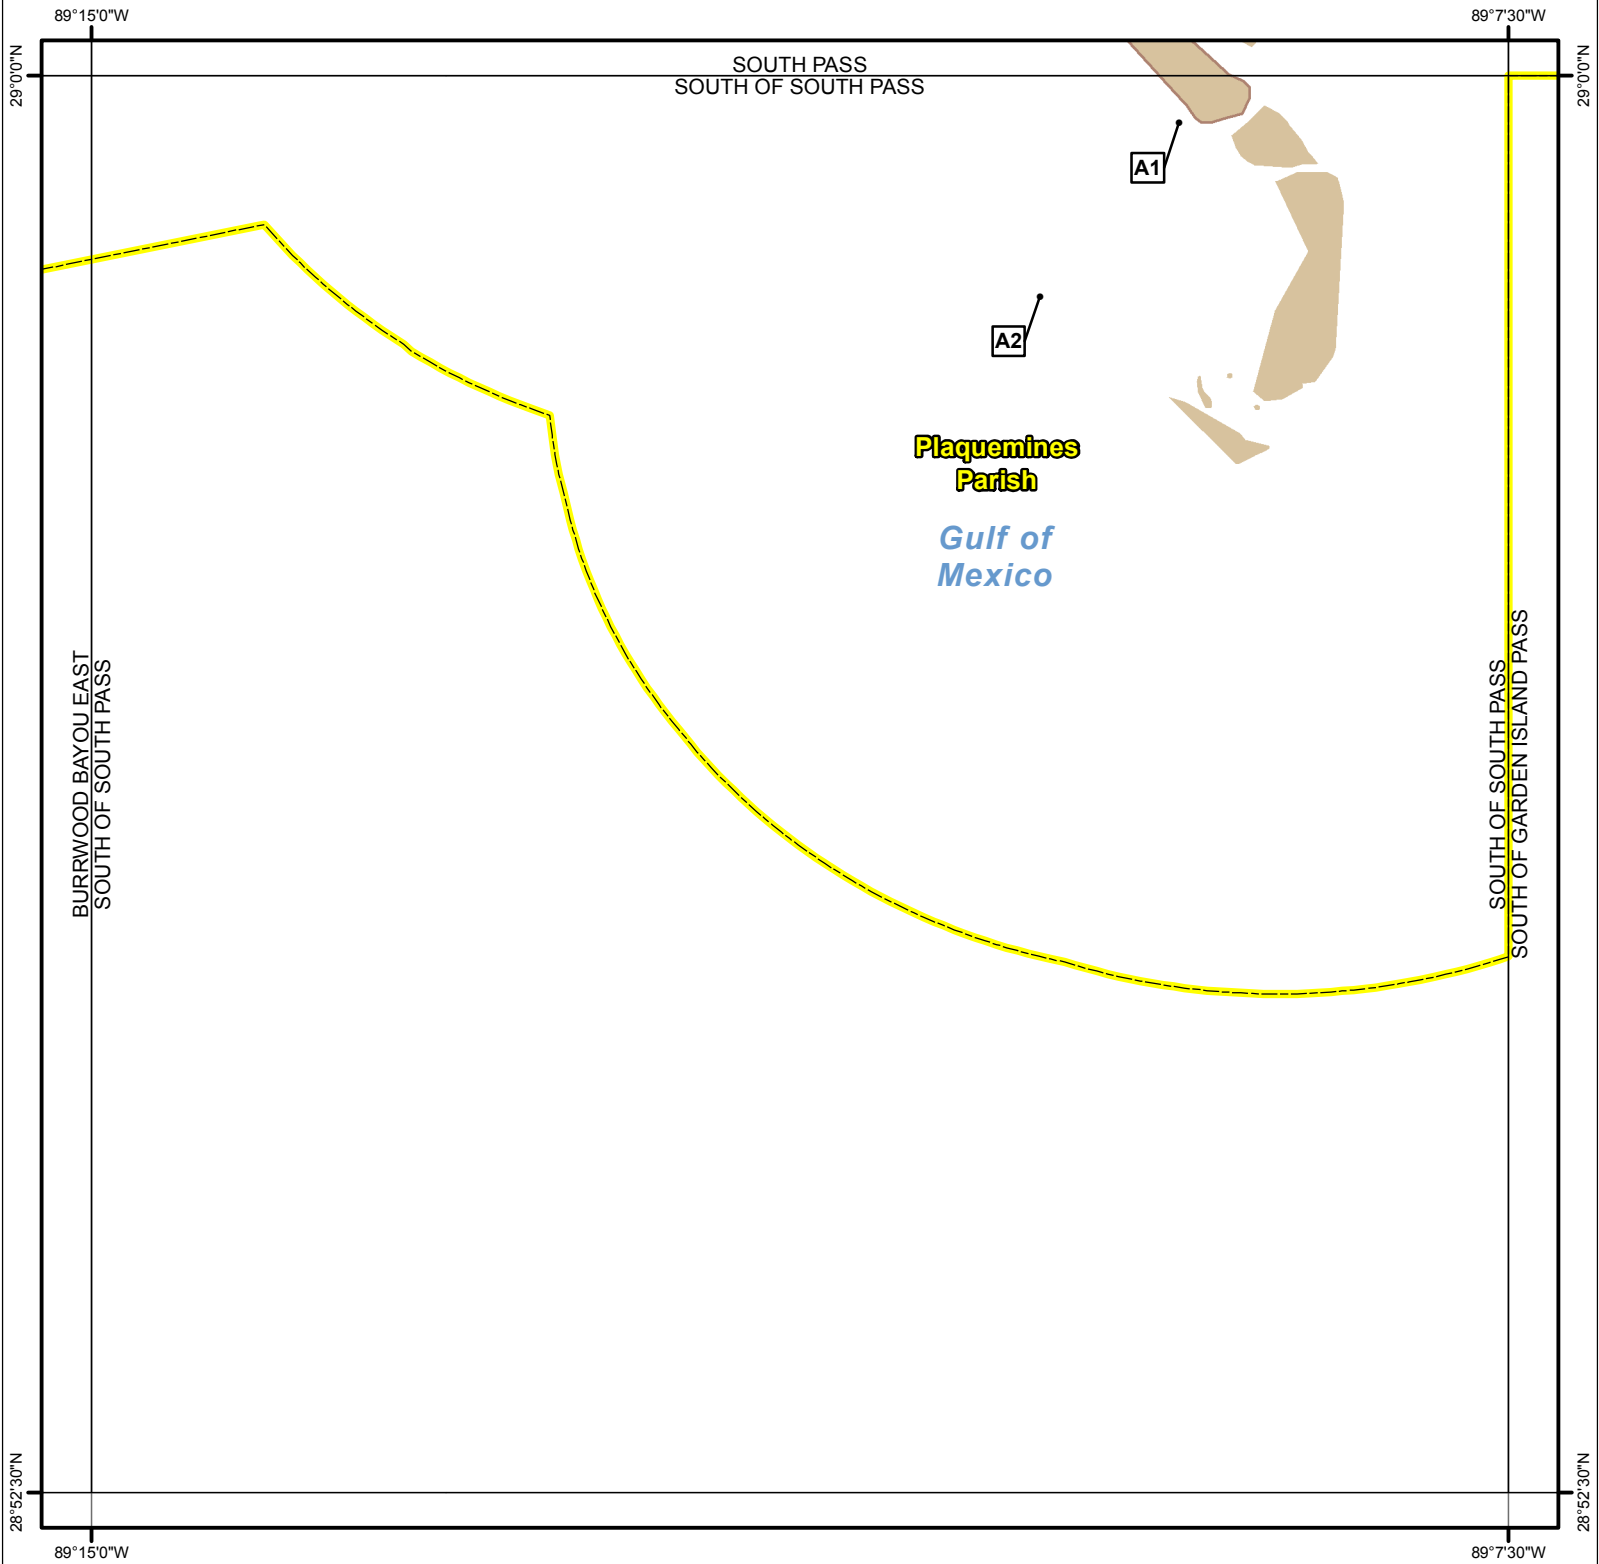 89°15'0"W
89°7'30"W
29°0'0"N
29°0'0"N
SOUTH PASS
SOUTH OF SOUTH PASS
A1
A2
Plaquemines
Parish
Gulf of
Mexico
BURRWOOD BAYOU EAST
SOUTH OF SOUTH PASS
SOUTH OF SOUTH PASS
SOUTH OF GARDEN ISLAND PASS
28°52'30"N
28°52'30"N
89°15'0"W
89°7'30"W